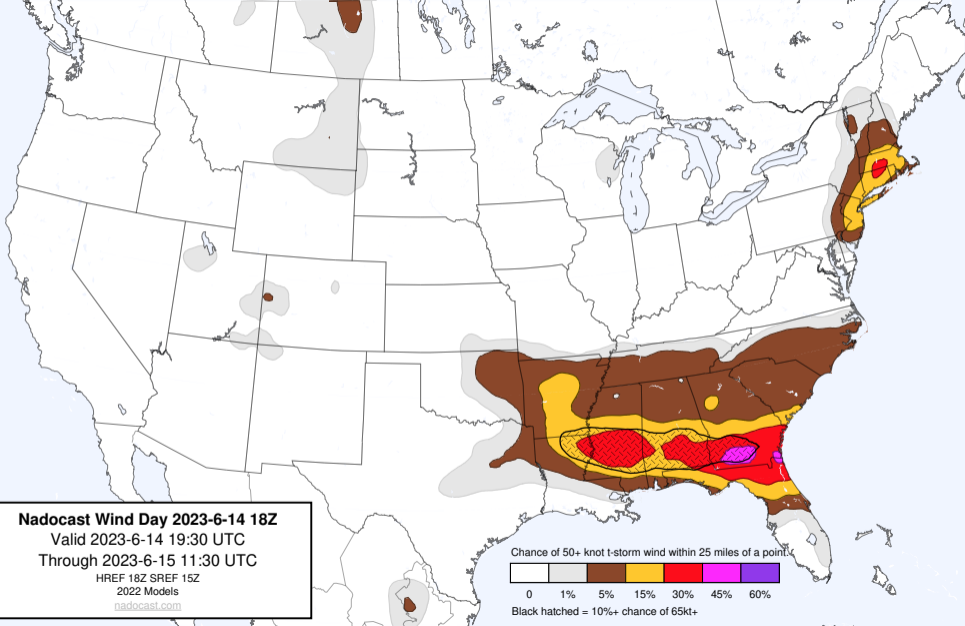 Nadocast Wind Day 2023-6-14 18Z
Valid 2023-6-14 19:30 UTC
Through 2023-6-15 11:30 UTC
HREF 18Z SREF 15Z
2022 Models
nadocast.com
Chance of 50+ knot t-storm wind within 25 miles of a point.
0 1% 5% 15% 30% 45% 60%
Black hatched = 10%+ chance of 65kt+